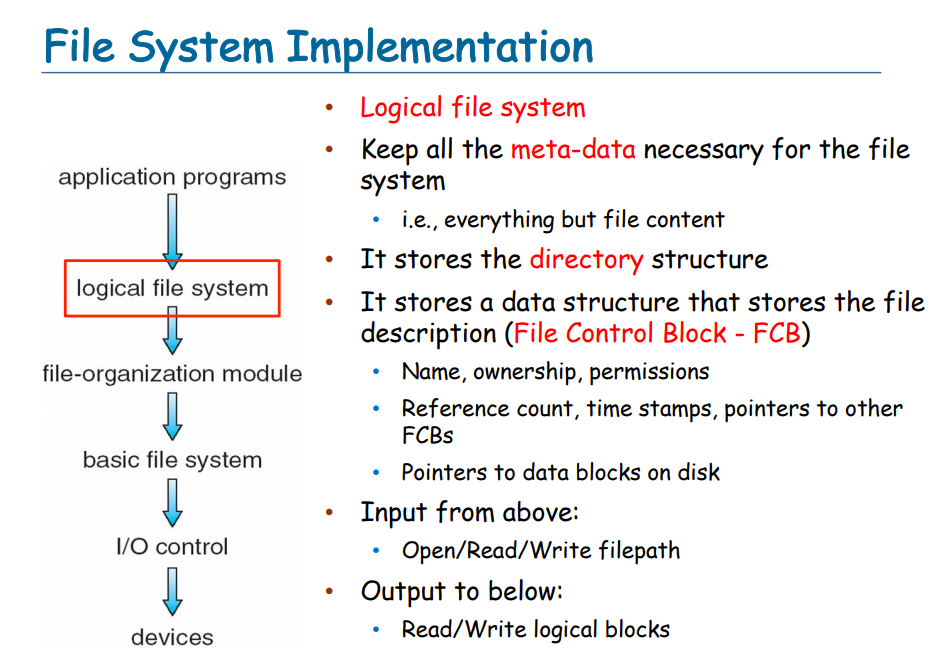 File System Implementation
application programs
logical file system
file-organization module
basic file system
I/O control
devices
• Logical file system
• Keep all the meta-data necessary for the file
system
• i.e., everything but file content
• It stores the directory structure
• It stores a data structure that stores the file
description (File Control Block - FCB)
• Name, ownership, permissions
• Reference count, time stamps, pointers to other
FCBs
• Pointers to data blocks on disk
• Input from above:
• Open/Read/Write filepath
• Output to below:
• Read/Write logical blocks